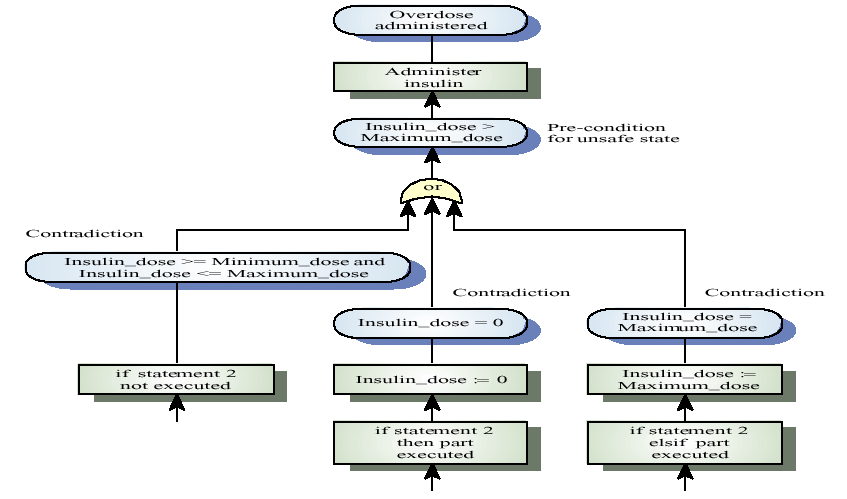 Overdose
administered
Administer
insulin
Insulin_dose >
Maximum_dose
Pre-condition
for unsafe state
or
Contradiction
Insulin_dose >= Minimum_dose and
Insulin_dose <= Maximum_dose
if statement 2
not executed
Contradiction
Insulin_dose = 0
Insulin_dose := 0
if statement 2
then part
executed
Contradiction
Insulin_dose =
Maximum_dose
Insulin_dose :=
Maximum_dose
if statement 2
elsif part
executed